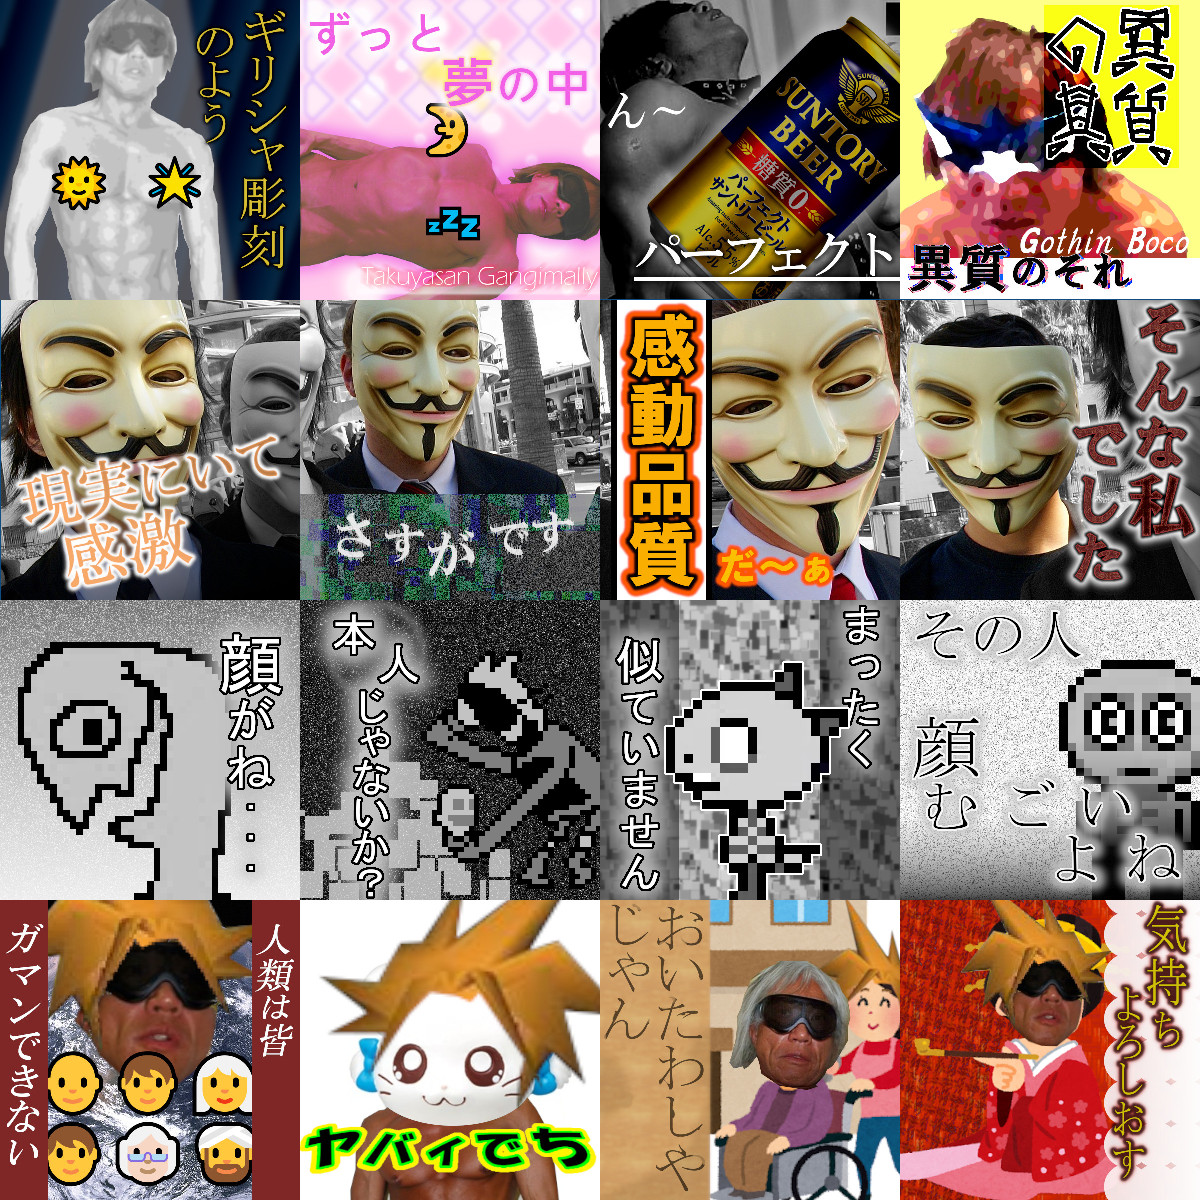 ギリシャ彫刻
のよう
ずっと
夢の中
Takuyasan Gangimally
ん〜
SUNTORY
BEER
糖質0
パーフェクト
サントリービール
パーフェクト
異質
の其
Gothin Boco
異質のそれ
現実にいて
感激
さすがです
感動品質
だ〜ぁ
そんな私
でした
顔がね・・・
本人じゃないか?
まったく
似ていません
その人
顔
むごい
よね
人類は皆
ガマンできない
ヤバィでち
おいたわしや
じゃん
気持ち
よろしおす